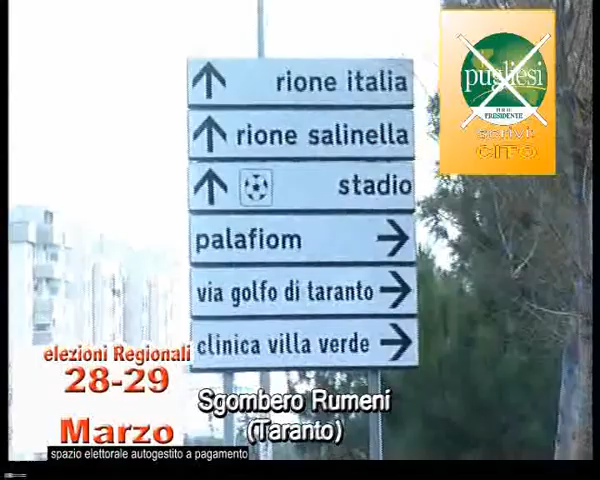 rione italia
rione salinella
stadio
palafiom
via golfo di taranto
clinica villa verde
pugliesi
PRESIDENTE
scrivi:
CITO
elezioni Regionali
28-29
Marzo
Sgombero Rumeni
(Taranto)
spazio elettorale autogestito a pagamento